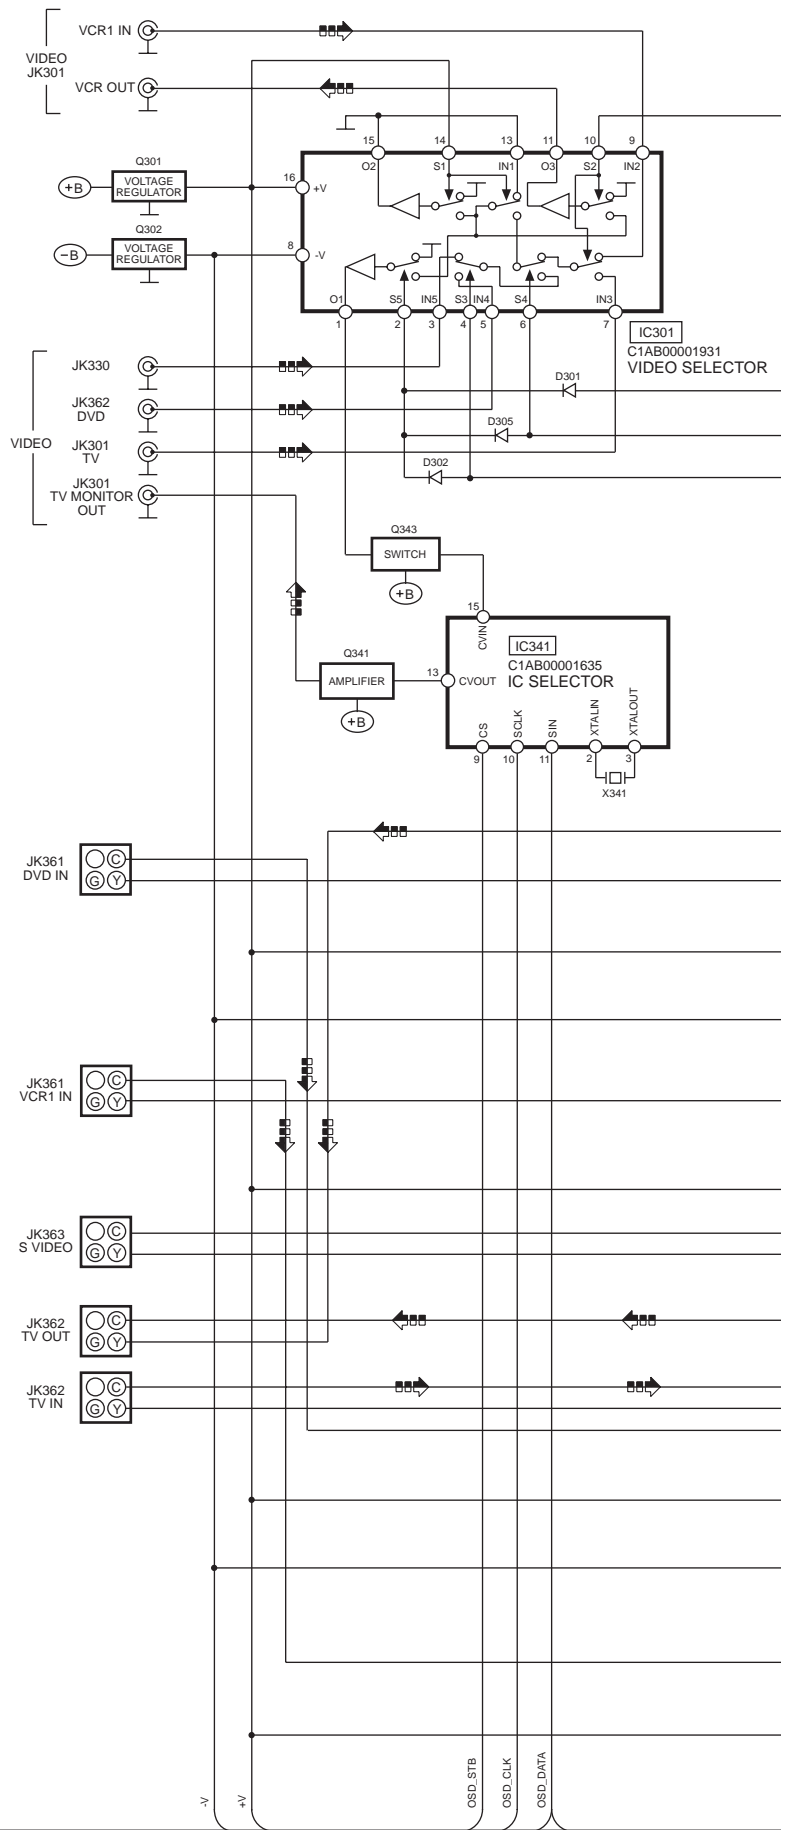 VCR1 IN
VIDEO
JK301
VCR OUT
15
14
13
11
10
9
O2
S1
IN1
O3
S2
IN2
Q301
+B
VOLTAGE
REGULATOR
16
+V
Q302
−B
VOLTAGE
REGULATOR
8
-V
O1
S5
IN5
S3
IN4
S4
IN3
1
2
3
4
5
6
7
IC301
C1AB00001931
VIDEO SELECTOR
JK330
D301
JK362
DVD
VIDEO
D305
JK301
TV
D302
JK301
TV MONITOR
OUT
Q343
SWITCH
+B
15
CVIN
IC341
C1AB00001635
IC SELECTOR
Q341
AMPLIFIER
+B
13
CVOUT
CS
SCLK
SIN
XTALIN
XTALOUT
9
10
11
2
3
X341
JK361
DVD IN
C
G
Y
JK361
VCR1 IN
C
G
Y
JK363
S VIDEO
C
G
Y
JK362
TV OUT
C
G
Y
JK362
TV IN
C
G
Y
-V
+V
OSD_STB
OSD_CLK
OSD_DATA